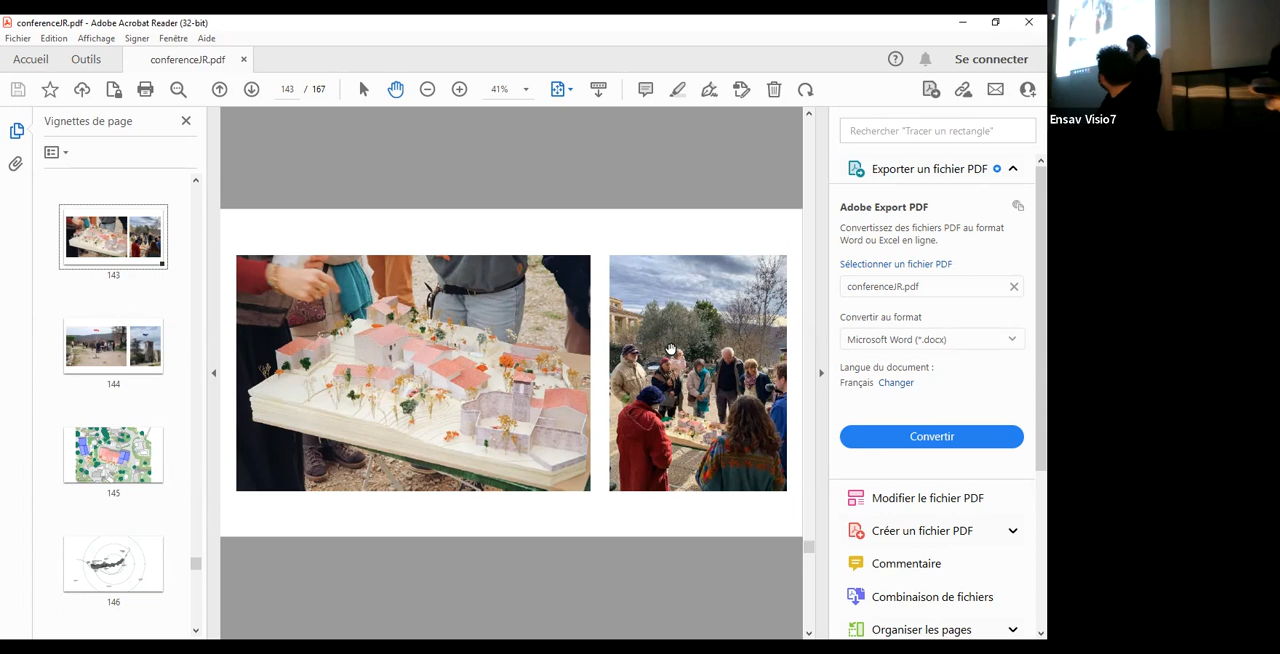 conferenceJR.pdf - Adobe Acrobat Reader (32-bit)
Fichier Edition Affichage Signer Fenêtre Aide
Accueil Outils conferenceJR.pdf × Se connecter
143 / 167 41%
Vignettes de page
143
144
145
146
Rechercher "Tracer un rectangle"
Exporter un fichier PDF
Adobe Export PDF
Convertissez des fichiers PDF au format
Word ou Excel en ligne.
Sélectionner un fichier PDF
conferenceJR.pdf
Convertir au format
Microsoft Word (*.docx)
Langue du document :
Français Changer
Convertir
Modifier le fichier PDF
Créer un fichier PDF
Commentaire
Combinaison de fichiers
Organiser les pages
Ensav Visio7